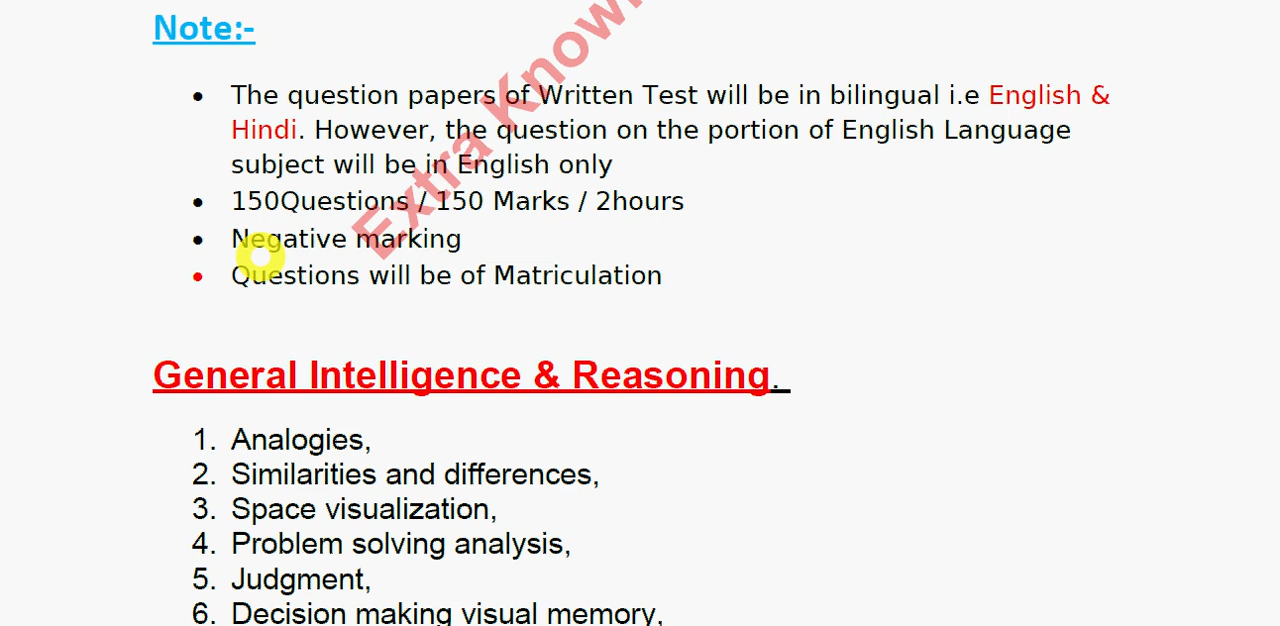 Note:-
• The question papers of Written Test will be in bilingual i.e English &
Hindi. However, the question on the portion of English Language
subject will be in English only
• 150Questions / 150 Marks / 2hours
• Negative marking
• Questions will be of Matriculation
General Intelligence & Reasoning.
1. Analogies,
2. Similarities and differences,
3. Space visualization,
4. Problem solving analysis,
5. Judgment,
6. Decision making visual memory,
Extra Know